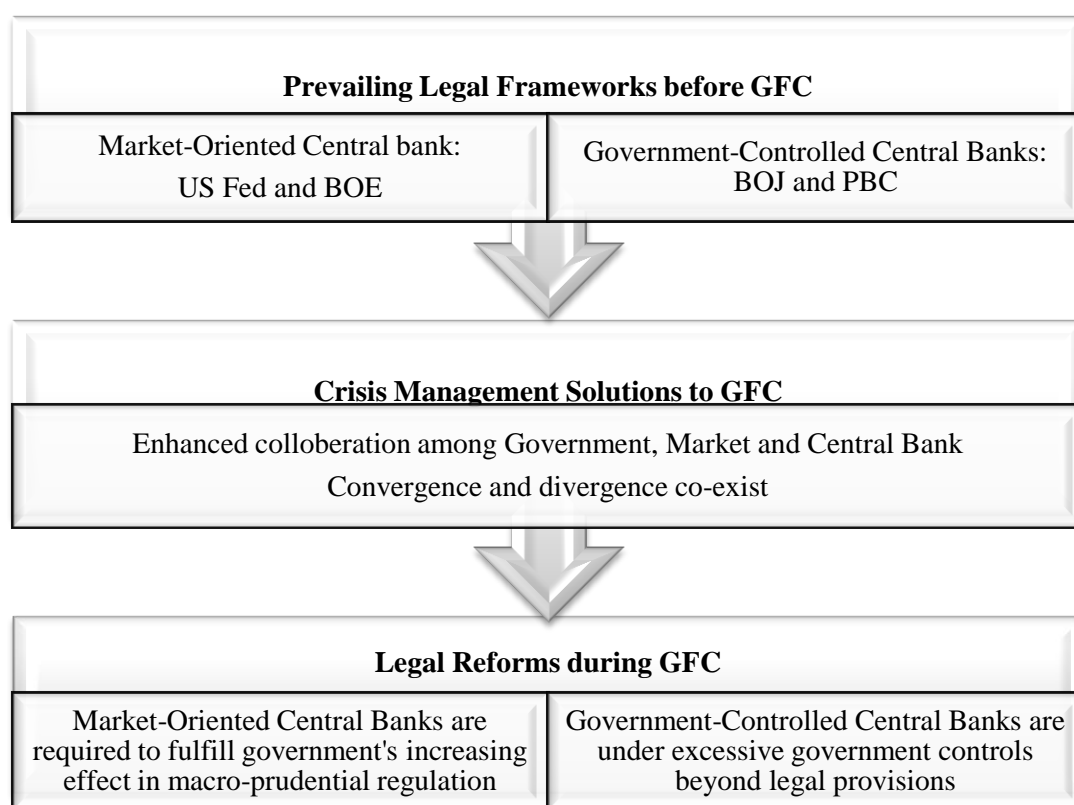 Prevailing Legal Frameworks before GFC
Market-Oriented Central bank:
US Fed and BOE
Government-Controlled Central Banks:
BOJ and PBC
Crisis Management Solutions to GFC
Enhanced colloberation among Government, Market and Central Bank
Convergence and divergence co-exist
Legal Reforms during GFC
Market-Oriented Central Banks are
required to fulfill government's increasing
effect in macro-prudential regulation
Government-Controlled Central Banks are
under excessive government controls
beyond legal provisions